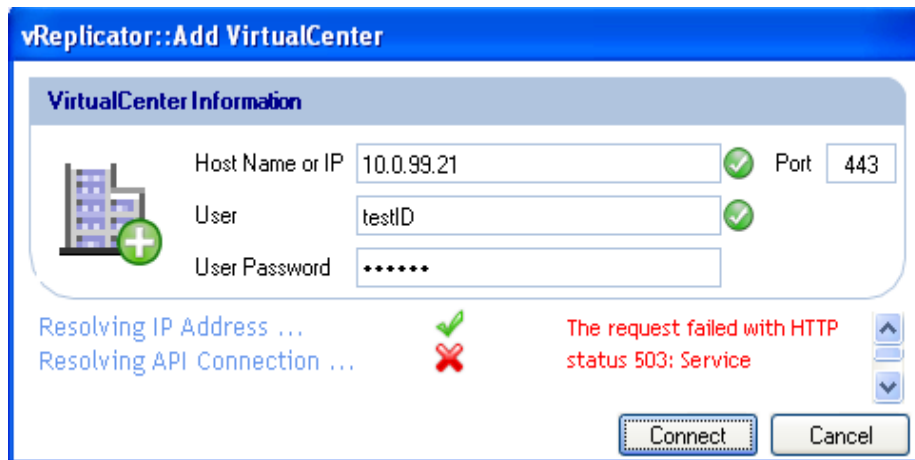 vReplicator::Add VirtualCenter
VirtualCenter Information
Host Name or IP 10.0.99.21 Port 443
User testID
User Password ••••••
Resolving IP Address ...
Resolving API Connection ...
The request failed with HTTP
status 503: Service
Connect Cancel